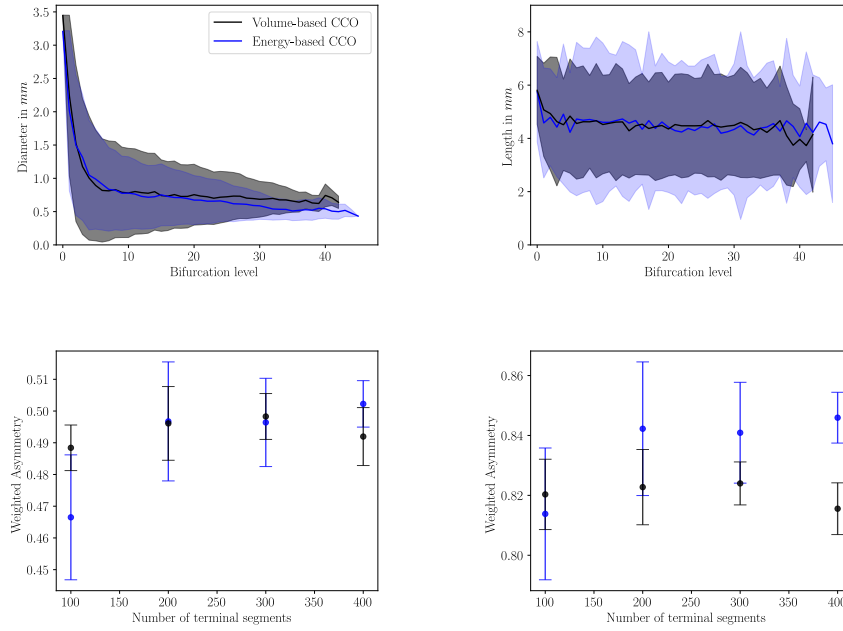 3.5
3.0
2.5
2.0
1.5
1.0
0.5
0.0
Diameter in mm
Volume-based CCO
Energy-based CCO
0 10 20 30 40
Bifurcation level
8
6
4
2
0
Length in mm
0 10 20 30 40
Bifurcation level
0.51
0.50
0.49
0.48
0.47
0.46
0.45
Weighted Asymmetry
100 150 200 250 300 350 400
Number of terminal segments
0.86
0.84
0.82
0.80
Weighted Asymmetry
100 150 200 250 300 350 400
Number of terminal segments